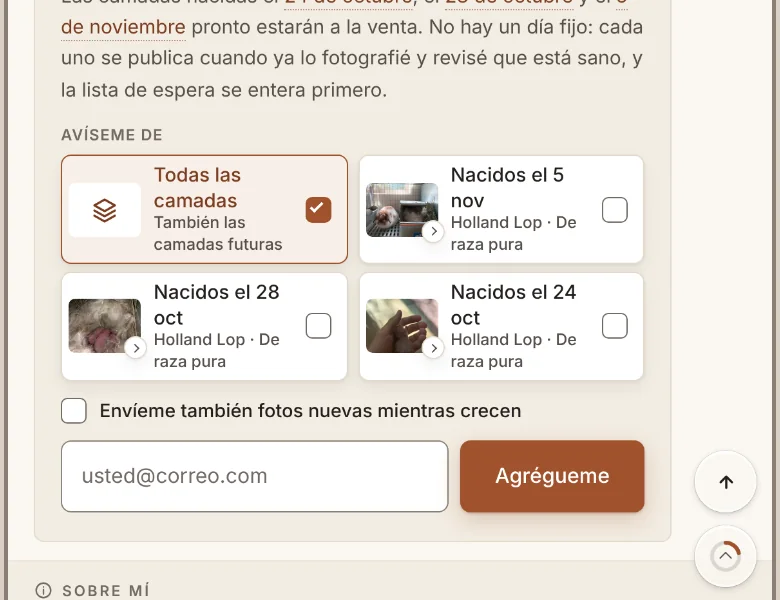 de noviembre pronto estarán a la venta. No hay un día fijo: cada
uno se publica cuando ya lo fotografié y revisé que está sano, y
la lista de espera se entera primero.
AVÍSEME DE
Todas las
camadas
También las
camadas futuras
Nacidos el 5
nov
Holland Lop · De
raza pura
Nacidos el 28
oct
Holland Lop · De
raza pura
Nacidos el 24
oct
Holland Lop · De
raza pura
Envíeme también fotos nuevas mientras crecen
usted@correo.com
Agrégueme
SOBRE MÍ